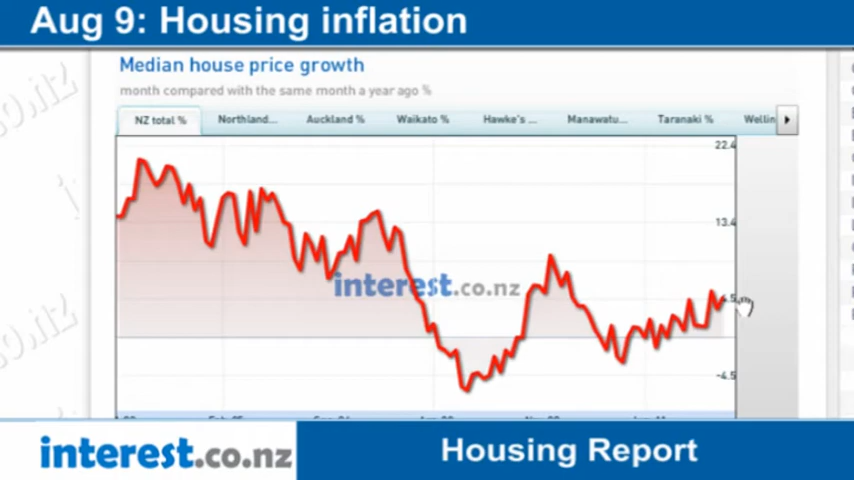 Aug 9: Housing inflation
Median house price growth
month compared with the same month a year ago %
NZ total % Northland... Auckland % Waikato % Hawke's ... Manawatu... Taranaki % Wellin
22.4
13.4
interest.co.nz
-4.5
interest.co.nz
Housing Report